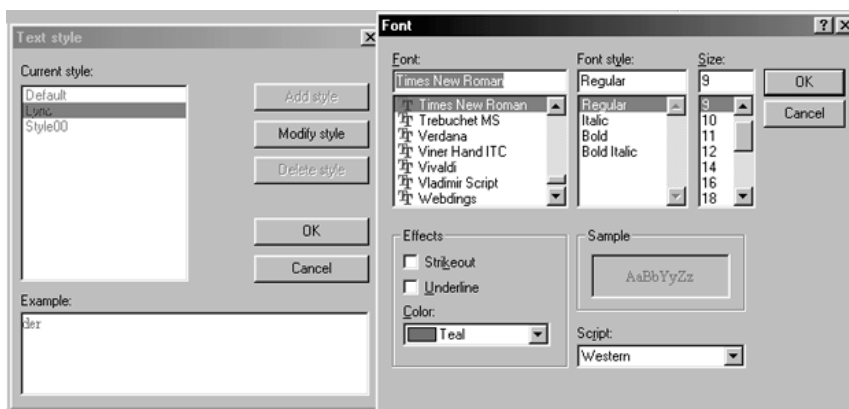 Text style
Current style:
Default
Lyric
Style00
Add style
Modify style
Delete style
OK
Cancel
Example:
der
Font
Font:
Times New Roman
Times New Roman
Trebuchet MS
Verdana
Viner Hand ITC
Vivaldi
Vladimir Script
Webdings
Font style:
Regular
Regular
Italic
Bold
Bold Italic
Size:
9
9
10
11
12
14
16
18
OK
Cancel
Effects
Strikeout
Underline
Color:
Teal
Sample
AaBbYyZz
Script:
Western